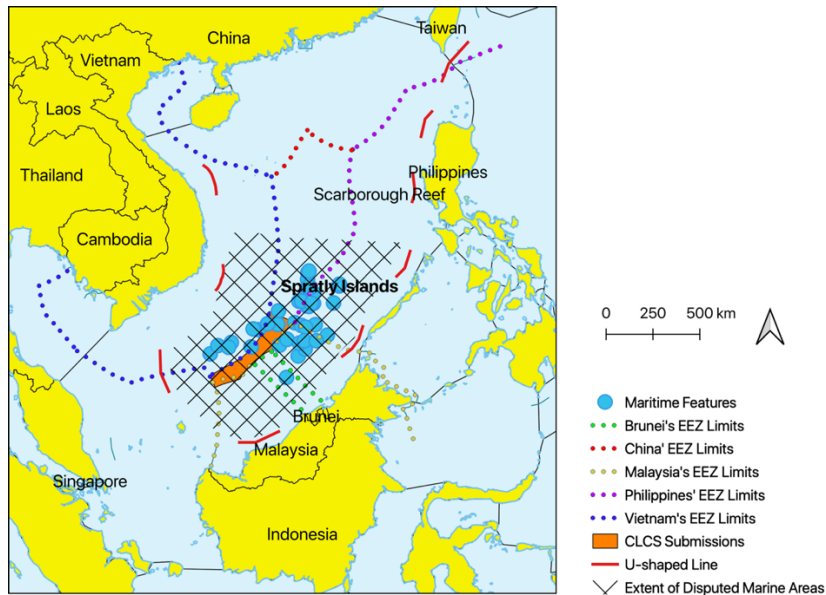 Taiwan
China
Vietnam
Laos
Thailand
Philippines
Scarborough Reef
Cambodia
Spratly Islands
Brunei
Malaysia
Singapore
Indonesia
0 250 500 km
Maritime Features
Brunei's EEZ Limits
China' EEZ Limits
Malaysia's EEZ Limits
Philippines' EEZ Limits
Vietnam's EEZ Limits
CLCS Submissions
U-shaped Line
Extent of Disputed Marine Areas